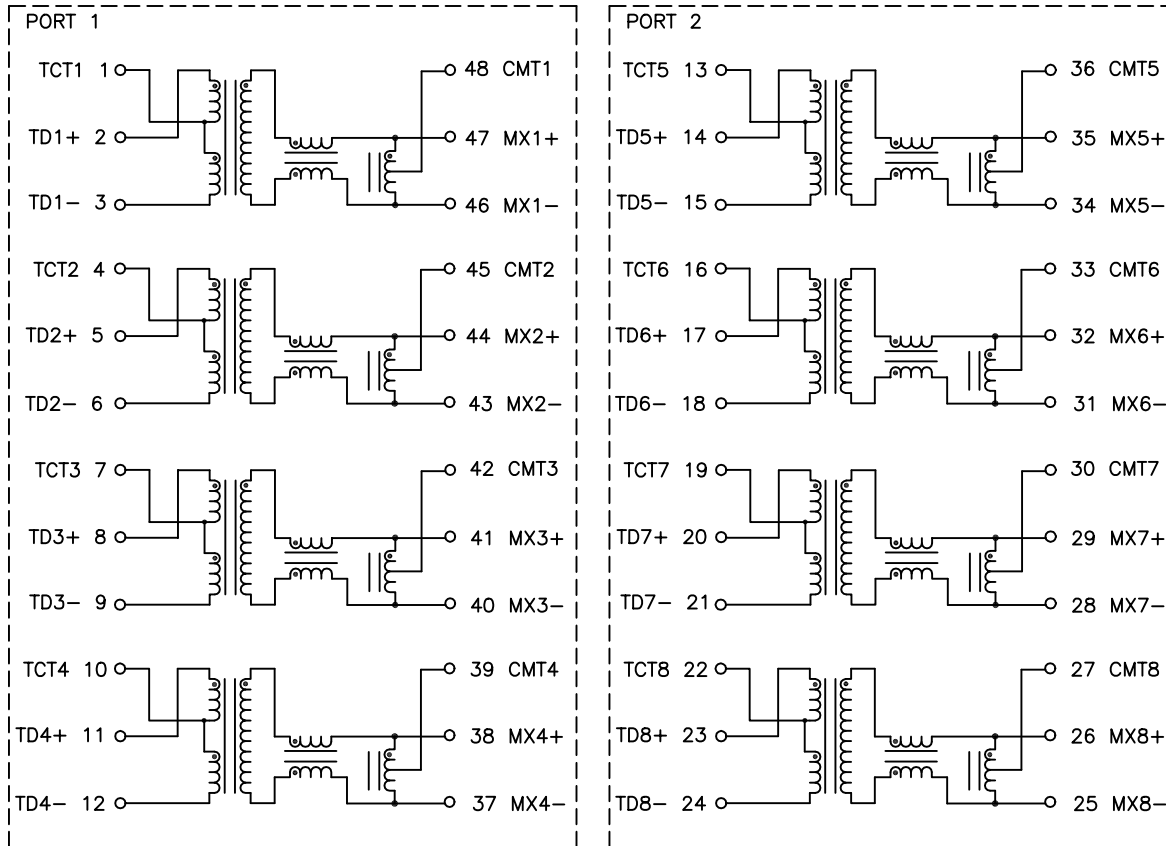 PORT 1
TCT1 1 48 CMT1
TD1+ 2 47 MX1+
TD1- 3 46 MX1-
TCT2 4 45 CMT2
TD2+ 5 44 MX2+
TD2- 6 43 MX2-
TCT3 7 42 CMT3
TD3+ 8 41 MX3+
TD3- 9 40 MX3-
TCT4 10 39 CMT4
TD4+ 11 38 MX4+
TD4- 12 37 MX4-
PORT 2
TCT5 13 36 CMT5
TD5+ 14 35 MX5+
TD5- 15 34 MX5-
TCT6 16 33 CMT6
TD6+ 17 32 MX6+
TD6- 18 31 MX6-
TCT7 19 30 CMT7
TD7+ 20 29 MX7+
TD7- 21 28 MX7-
TCT8 22 27 CMT8
TD8+ 23 26 MX8+
TD8- 24 25 MX8-